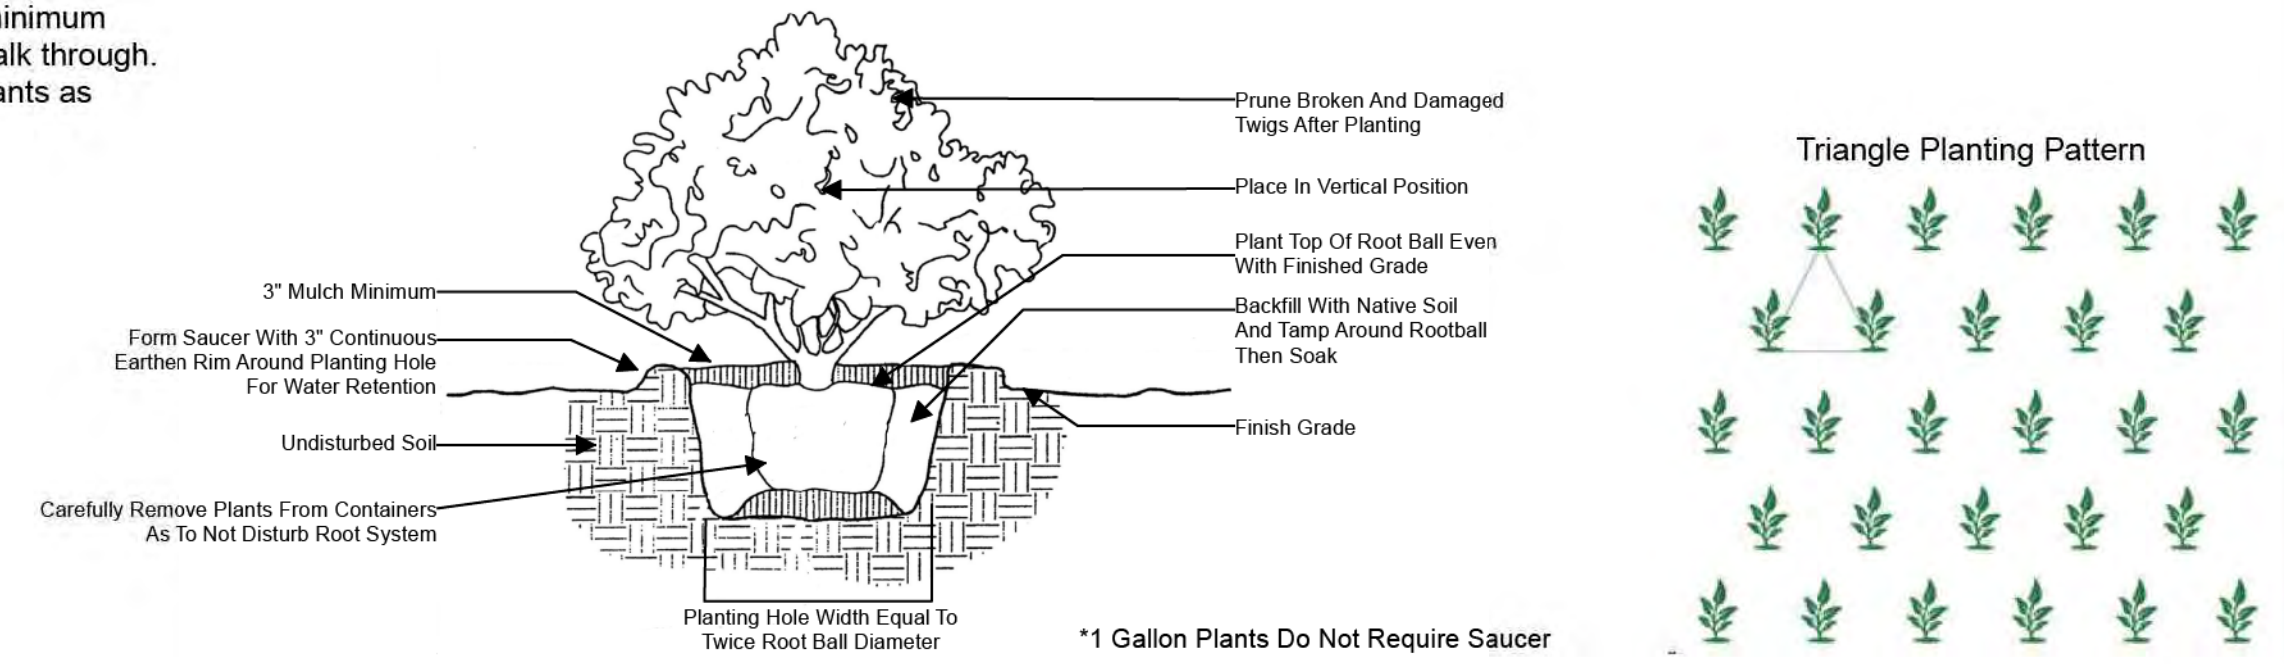 alk through.
ants as
Prune Broken And Damaged
Twigs After Planting
Place In Vertical Position
Plant Top Of Root Ball Even
With Finished Grade
Backfill With Native Soil
And Tamp Around Rootball
Then Soak
Finish Grade
3" Mulch Minimum
Form Saucer With 3" Continuous
Earthen Rim Around Planting Hole
For Water Retention
Undisturbed Soil
Carefully Remove Plants From Containers
As To Not Disturb Root System
Planting Hole Width Equal To
Twice Root Ball Diameter
*1 Gallon Plants Do Not Require Saucer
Triangle Planting Pattern